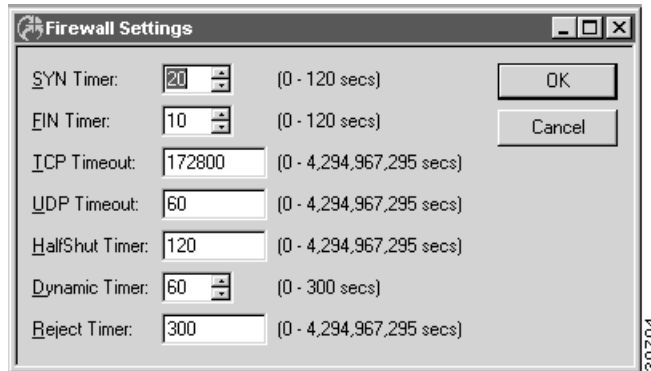 Firewall Settings
SYN Timer: 20 (0 - 120 secs)
OK
FIN Timer: 10 (0 - 120 secs)
Cancel
TCP Timeout: 172800 (0 - 4,294,967,295 secs)
UDP Timeout: 60 (0 - 4,294,967,295 secs)
HalfShut Timer: 120 (0 - 4,294,967,295 secs)
Dynamic Timer: 60 (0 - 300 secs)
Reject Timer: 300 (0 - 4,294,967,295 secs)